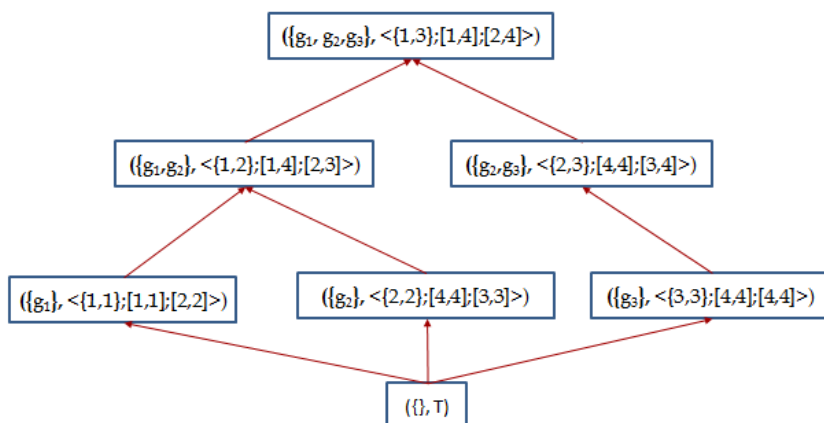 ({g₁, g₂,g₃}, <{1,3};[1,4];[2,4]>)
({g₁,g₂}, <{1,2};[1,4];[2,3]>)
({g₂,g₃}, <{2,3};[4,4];[3,4]>)
({g₁}, <{1,1};[1,1];[2,2]>)
({g₂}, <{2,2};[4,4];[3,3]>)
({g₃}, <{3,3};[4,4];[4,4]>)
({}, T)